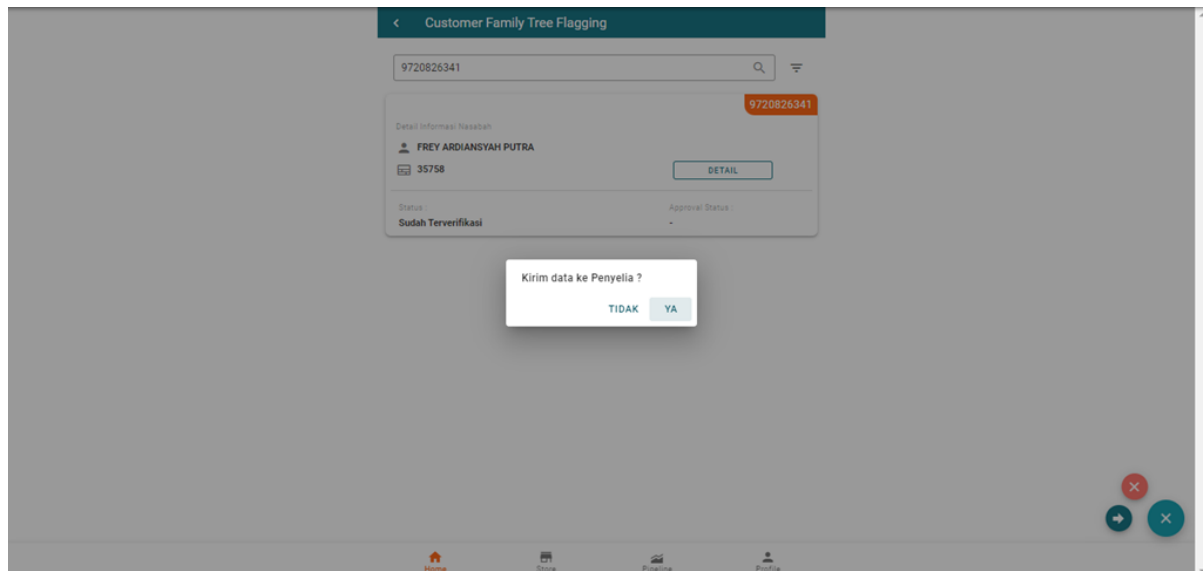 Customer Family Tree Flagging
9720826341
9720826341
Detail Informasi Nasabah
FREY ARDIANSYAH PUTRA
35758
DETAIL
Status :
Approval Status :
Sudah Terverifikasi
-
Kirim data ke Penyelia ?
TIDAK YA
Home Store Pipeline Profile